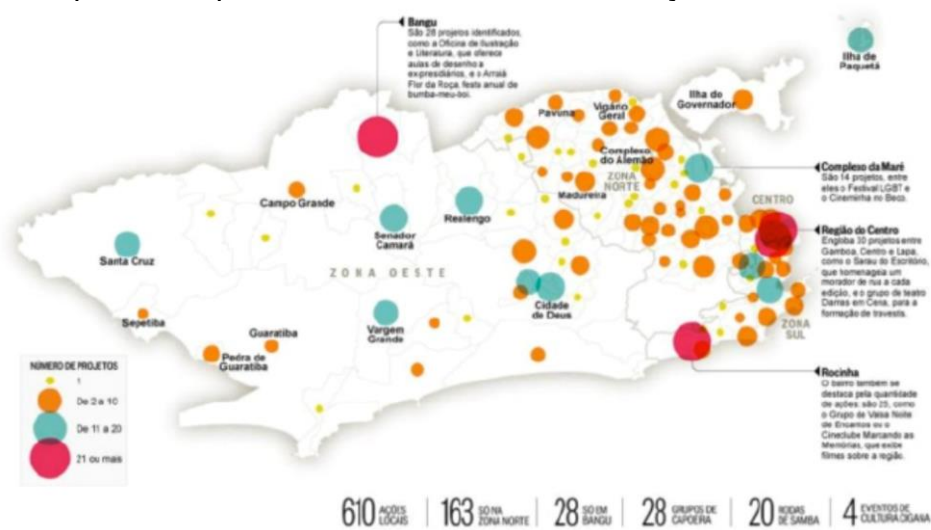 Bangu
São 28 projetos identificados,
como a Oficina de Ilustração
e Literatura, que oferece
aulas de desenho a
ex-presidiários, e o Arraiá
Flor da Roça, festa anual de
bumba-meu-boi.
Ilha de
Paquetá
Ilha do
Governador
Pavuna
Vigário
Geral
Complexo
do Alemão
ZONA
NORTE
Madureira
Complexo da Maré
São 14 projetos, entre
eles o Festival LGBT e
o Cineminha no Beco.
CENTRO
Região do Centro
Engloba 30 projetos entre
Gamboa, Centro e Lapa,
como o Sarau do Escritório,
que homenageia um
morador de rua a cada
edição, e o grupo de teatro
Damas em Cena, para a
formação de travestis.
Campo Grande
Realengo
Senador
Camará
Santa Cruz
ZONA OESTE
Cidade
de Deus
Sepetiba
Guaratiba
Vargem
Grande
Pedra de
Guaratiba
ZONA
SUL
Rocinha
O bairro também se
destaca pela quantidade
de ações: são 25, como
o Grupo de Valsa Noite
de Encantos ou o
Cineclube Marcando as
Memórias, que exibe
filmes sobre a região.
NÚMERO DE PROJETOS
1
De 2 a 10
De 11 a 20
21 ou mais
610 AÇÕES LOCAIS
163 SÓ NA ZONA NORTE
28 SÓ EM BANGU
28 GRUPOS DE CAPOEIRA
20 RODAS DE SAMBA
4 EVENTOS DE CULTURA CIGANA